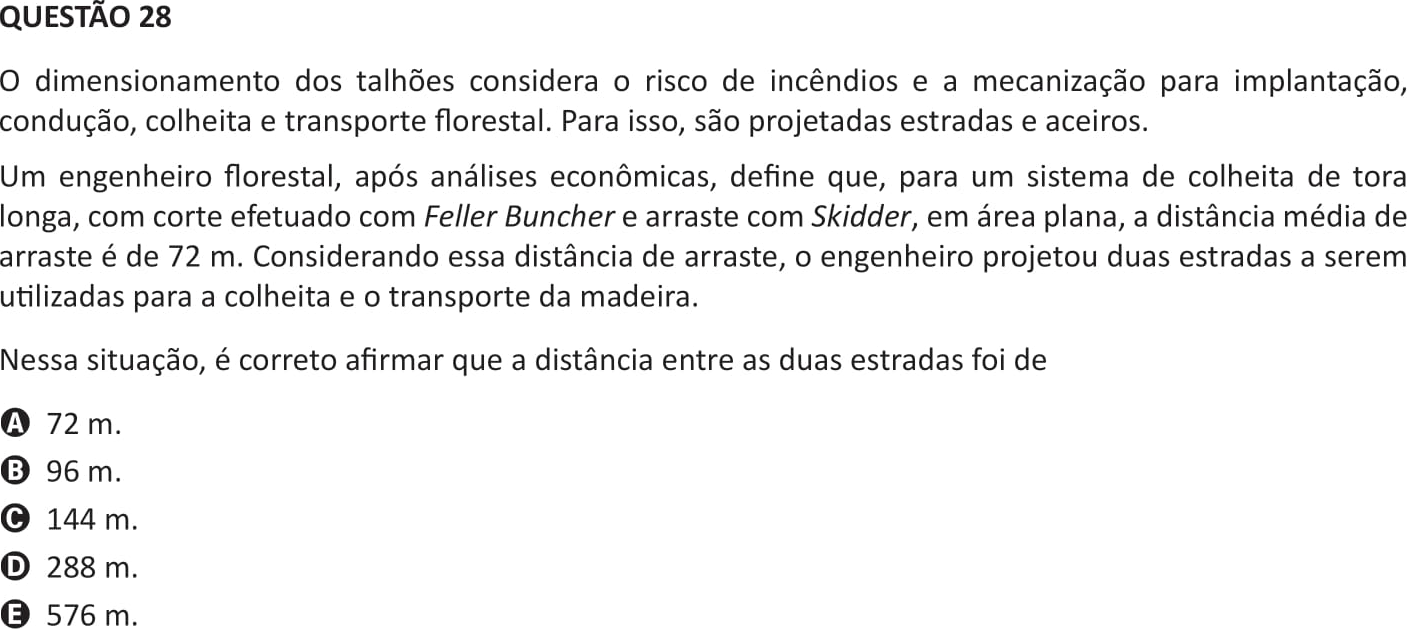 QUESTÃO 28
O dimensionamento dos talhões considera o risco de incêndios e a mecanização para implantação,
condução, colheita e transporte florestal. Para isso, são projetadas estradas e aceiros.
Um engenheiro florestal, após análises econômicas, define que, para um sistema de colheita de tora
longa, com corte efetuado com Feller Buncher e arraste com Skidder, em área plana, a distância média de
arraste é de 72 m. Considerando essa distância de arraste, o engenheiro projetou duas estradas a serem
utilizadas para a colheita e o transporte da madeira.
Nessa situação, é correto afirmar que a distância entre as duas estradas foi de
A 72 m.
B 96 m.
C 144 m.
D 288 m.
E 576 m.